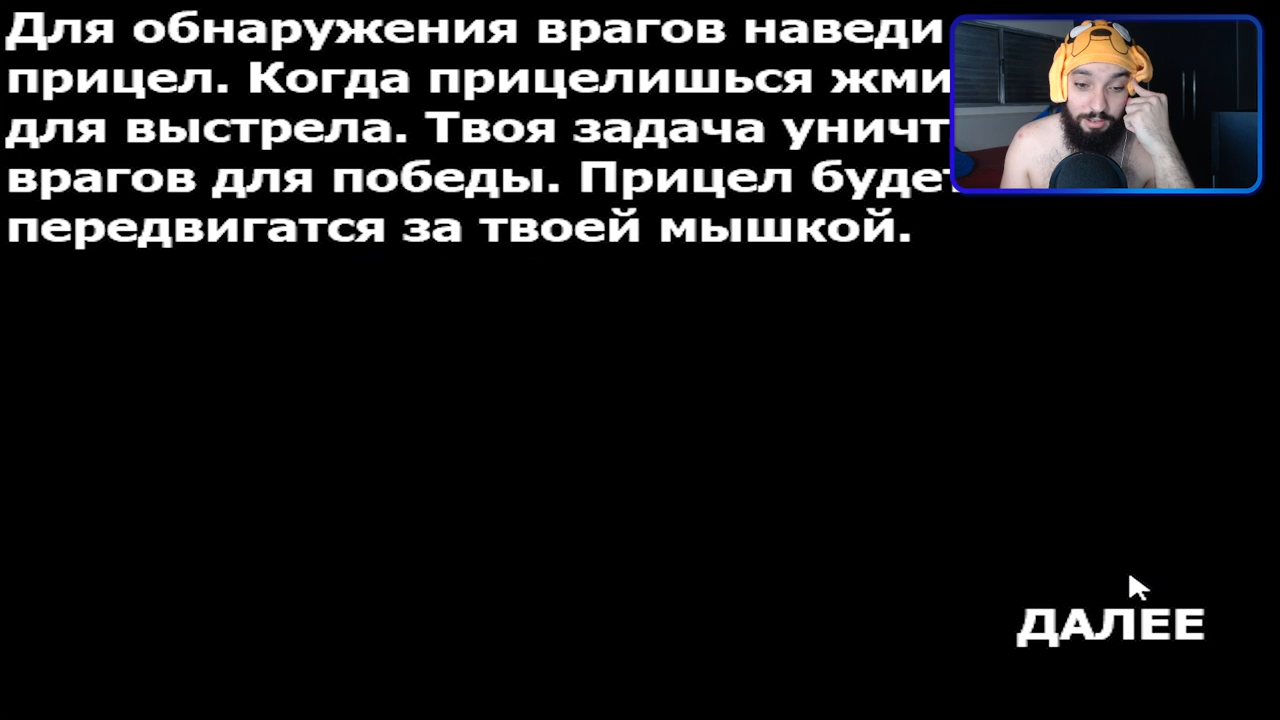 Для обнаружения врагов наведи
прицел. Когда прицелишься жми
для выстрела. Твоя задача
врагов для победы. Прицел будет
передвигатся за твоей мышкой.
ДАЛЕЕ